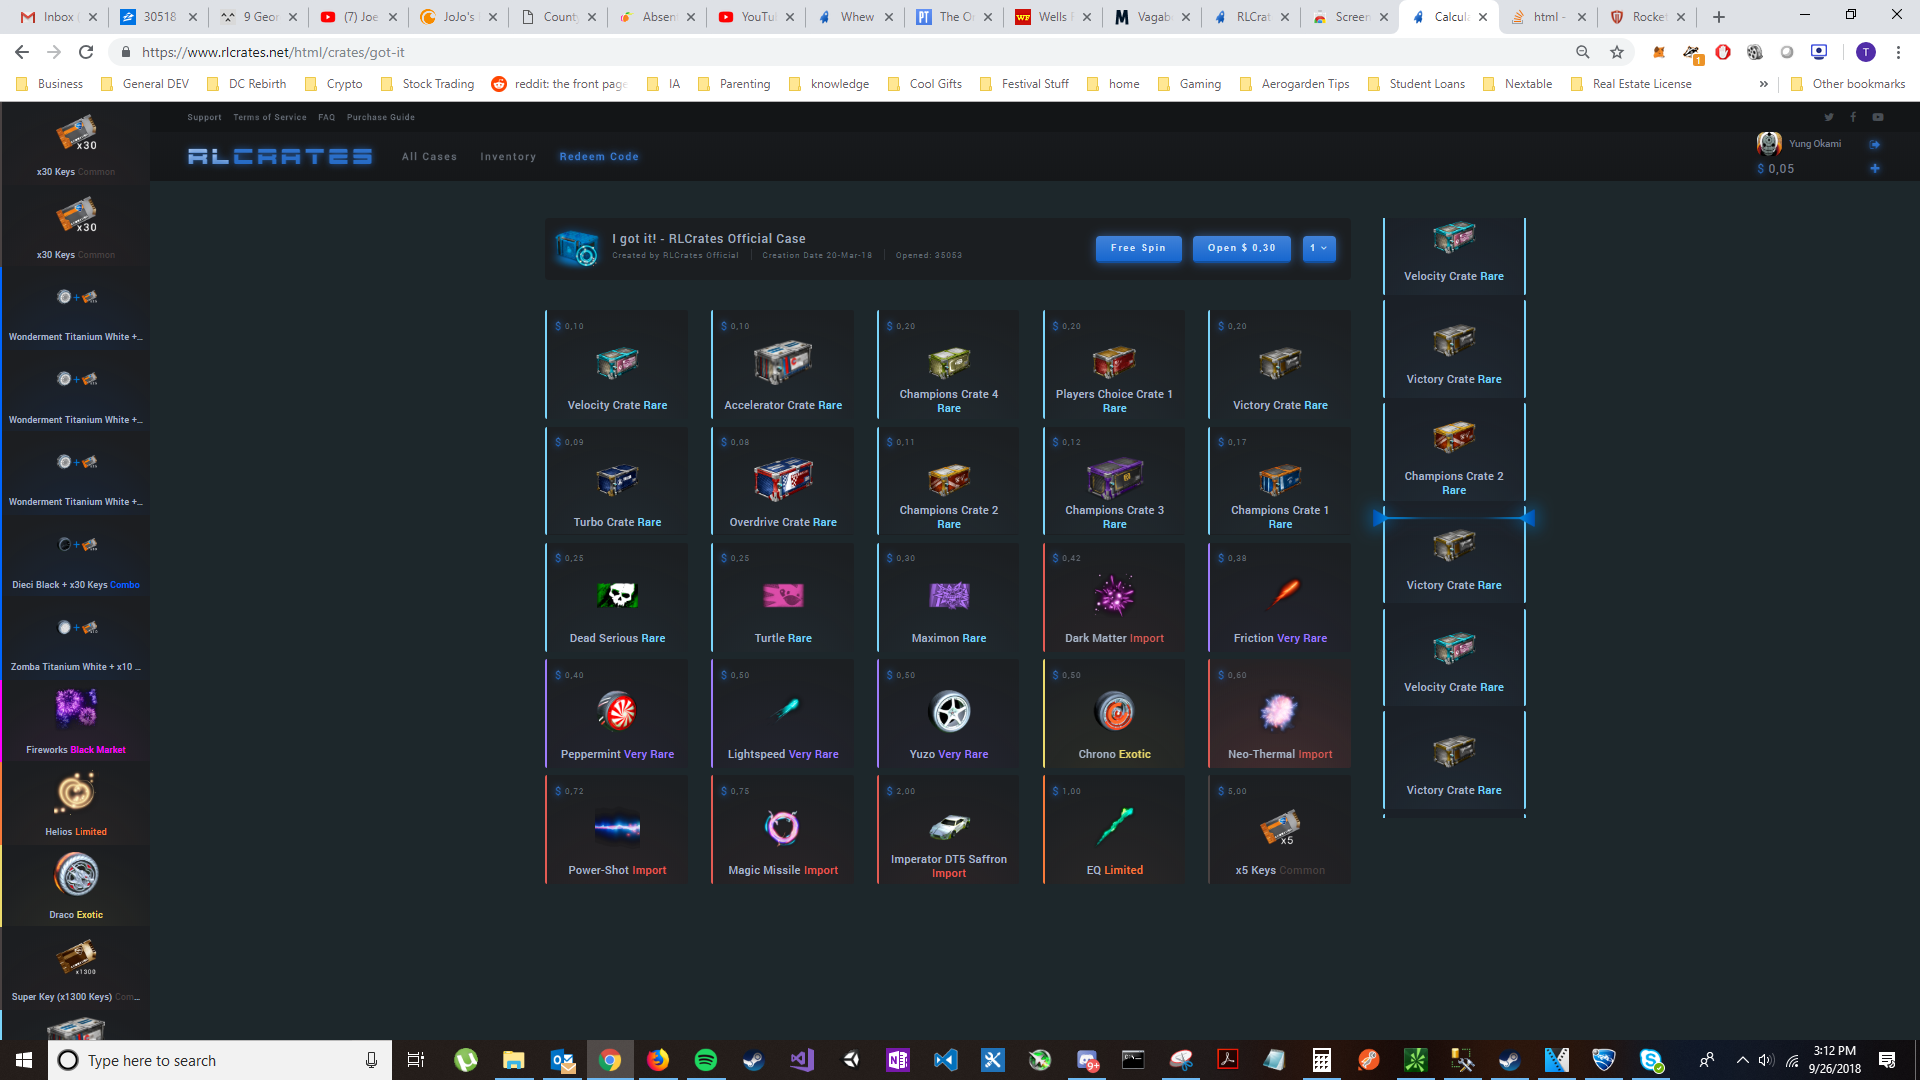 Inbox (
30518
9 Geor
(7) Joe
JoJo's
Count
Absent
YouTu
Whew
The Or
Wells
Vagab
RLCrat
Screen
Calcul
html -
Rocket
https://www.rlcrates.net/html/crates/got-it
1
T
Business
General DEV
DC Rebirth
Crypto
Stock Trading
reddit: the front page
IA
Parenting
knowledge
Cool Gifts
Festival Stuff
home
Gaming
Aerogarden Tips
Student Loans
Nextable
Real Estate License
»
Other bookmarks
Support Terms of Service FAQ Purchase Guide
RLCRATES
All Cases
Inventory
Redeem Code
Yung Okami
$ 0,05
x30
x30 Keys Common
x30
x30 Keys Common
Wonderment Titanium White +...
Wonderment Titanium White +...
Wonderment Titanium White +...
Dieci Black + x30 Keys Combo
Zomba Titanium White + x10 ...
Fireworks Black Market
Helios Limited
Draco Exotic
x1300
Super Key (x1300 Keys) Com...
I got it! - RLCrates Official Case
Created by RLCrates Official
Creation Date 20-Mar-18
Opened: 35053
Free Spin
Open $ 0,30
1
$ 0,10
Velocity Crate Rare
$ 0,10
Accelerator Crate Rare
$ 0,20
Champions Crate 4
Rare
$ 0,20
Players Choice Crate 1
Rare
$ 0,20
Victory Crate Rare
$ 0,09
Turbo Crate Rare
$ 0,08
Overdrive Crate Rare
$ 0,11
Champions Crate 2
Rare
$ 0,12
Champions Crate 3
Rare
$ 0,17
Champions Crate 1
Rare
$ 0,25
Dead Serious Rare
$ 0,25
Turtle Rare
$ 0,30
Maximon Rare
$ 0,42
Dark Matter Import
$ 0,38
Friction Very Rare
$ 0,40
Peppermint Very Rare
$ 0,50
Lightspeed Very Rare
$ 0,50
Yuzo Very Rare
$ 0,50
Chrono Exotic
$ 0,60
Neo-Thermal Import
$ 0,72
Power-Shot Import
$ 0,75
Magic Missile Import
$ 2,00
Imperator DT5 Saffron
Import
$ 1,00
EQ Limited
$ 5,00
x5
x5 Keys Common
Velocity Crate Rare
Victory Crate Rare
Champions Crate 2
Rare
Victory Crate Rare
Velocity Crate Rare
Victory Crate Rare
Type here to search
9+
3:12 PM
9/26/2018